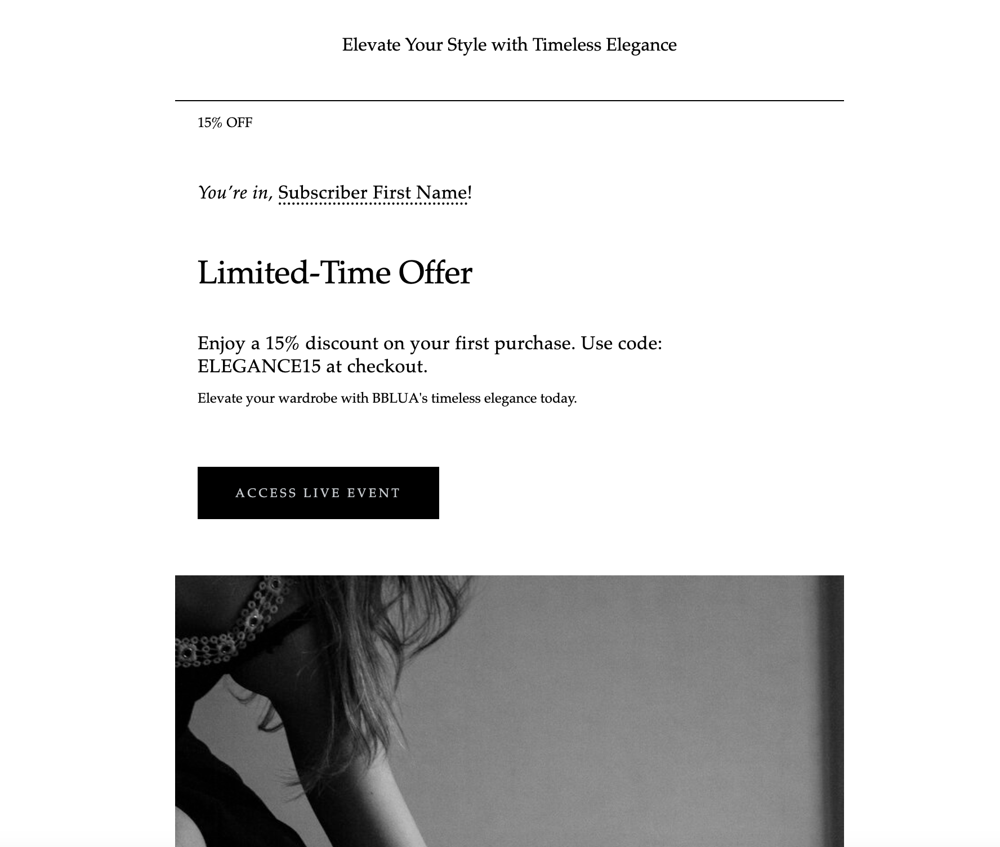 Elevate Your Style with Timeless Elegance
15% OFF
You’re in, Subscriber First Name!
Limited-Time Offer
Enjoy a 15% discount on your first purchase. Use code:
ELEGANCE15 at checkout.
Elevate your wardrobe with BBLUA's timeless elegance today.
ACCESS LIVE EVENT